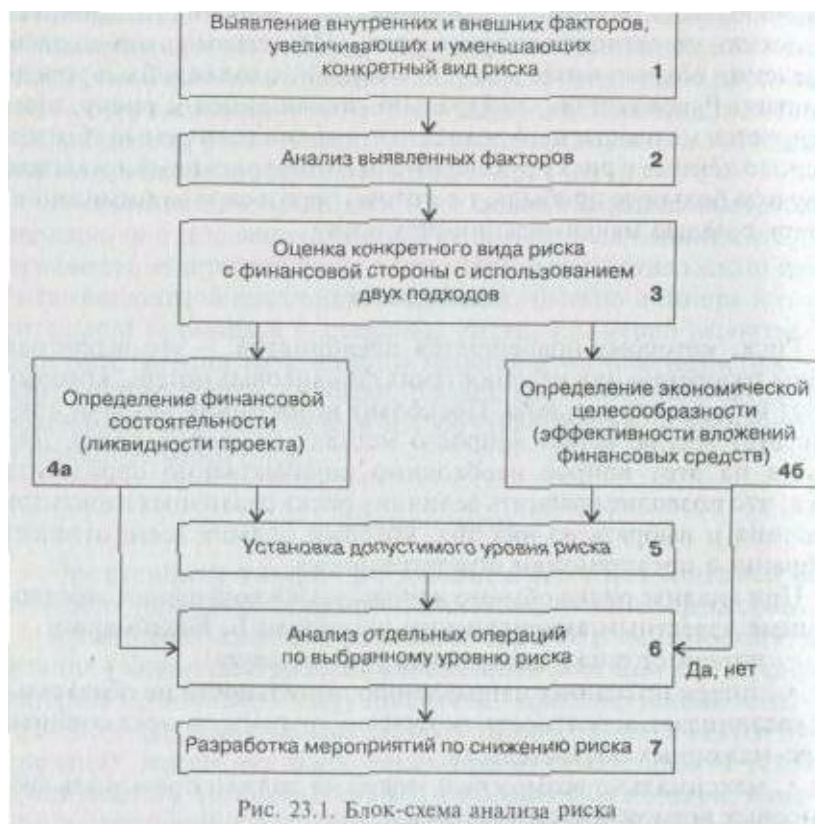 Выявление внутренних и внешних факторов,
увеличивающих и уменьшающих
конкретный вид риска 1
Анализ выявленных факторов 2
Оценка конкретного вида риска
с финансовой стороны с использованием
двух подходов 3
Определение финансовой
состоятельности
(ликвидности проекта)
4а
Определение экономической
целесообразности
(эффективности вложений
финансовых средств) 4б
Установка допустимого уровня риска 5
Анализ отдельных операций
по выбранному уровню риска 6
Да, нет
Разработка мероприятий по снижению риска 7
Рис. 23.1. Блок-схема анализа риска